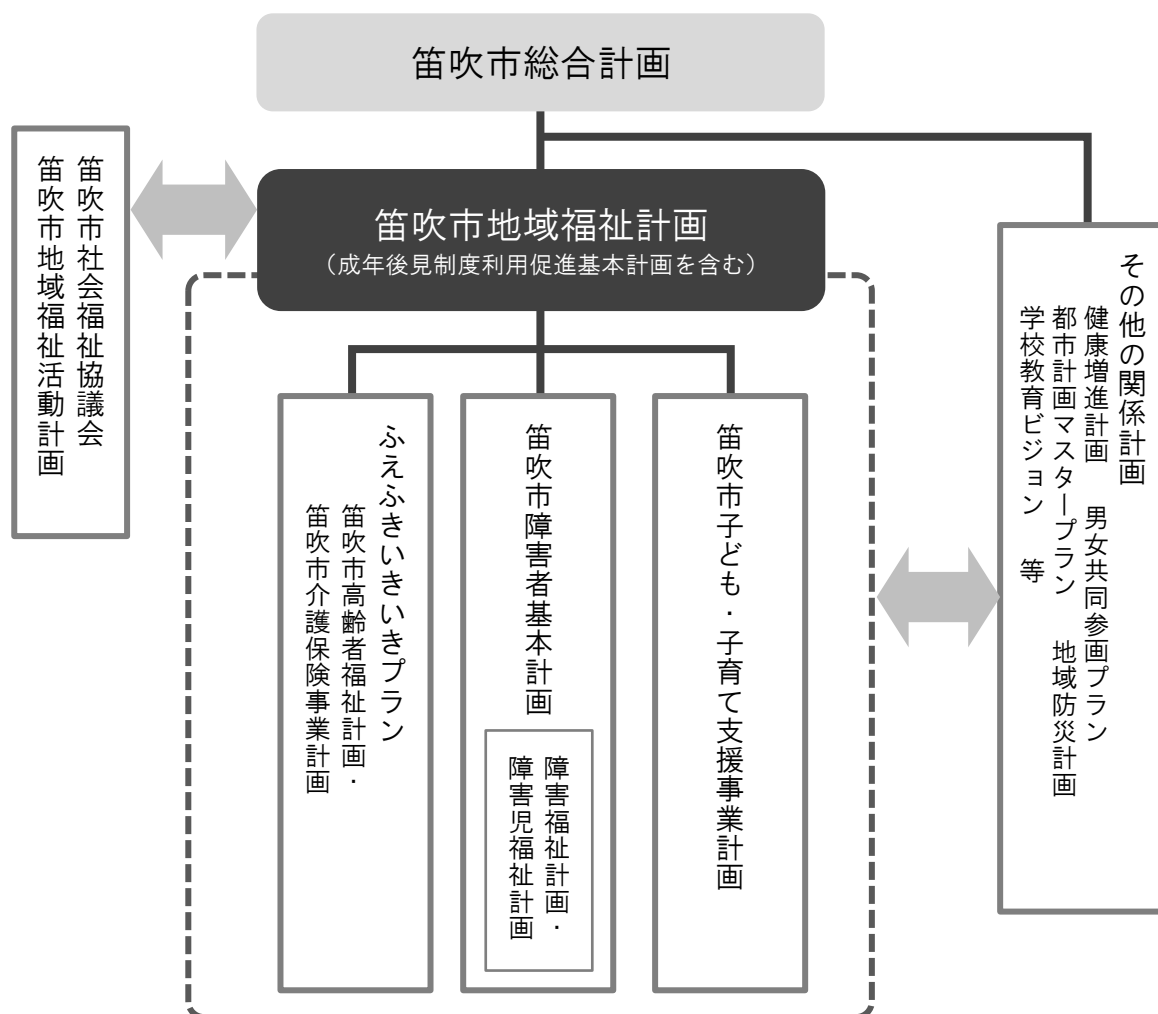 笛吹市総合計画
笛吹市地域福祉計画
（成年後見制度利用促進基本計画を含む）
笛吹市社会福祉協議会
笛吹市地域福祉活動計画
その他の関係計画
健康増進計画　男女共同参画プラン
都市計画マスタープラン　地域防災計画
学校教育ビジョン　等
笛吹市子ども・子育て支援事業計画
笛吹市障害者基本計画
障害福祉計画・
障害児福祉計画
ふえふきいきいきプラン
笛吹市高齢者福祉計画・
笛吹市介護保険事業計画